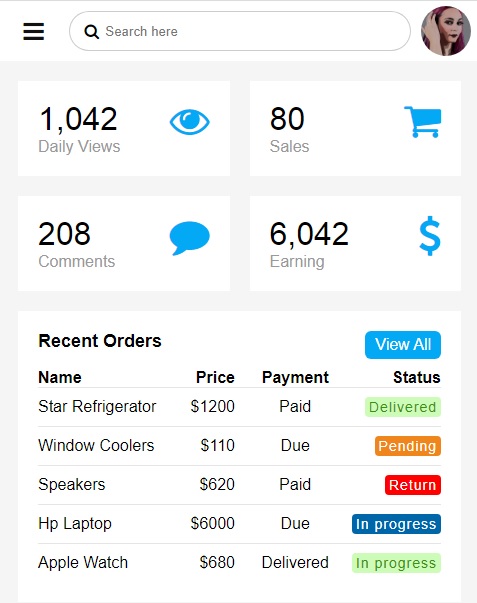 Search here
1,042
Daily Views
80
Sales
208
Comments
6,042
Earning
$
Recent Orders
View All
Name Price Payment Status
Star Refrigerator $1200 Paid Delivered
Window Coolers $110 Due Pending
Speakers $620 Paid Return
Hp Laptop $6000 Due In progress
Apple Watch $680 Delivered In progress